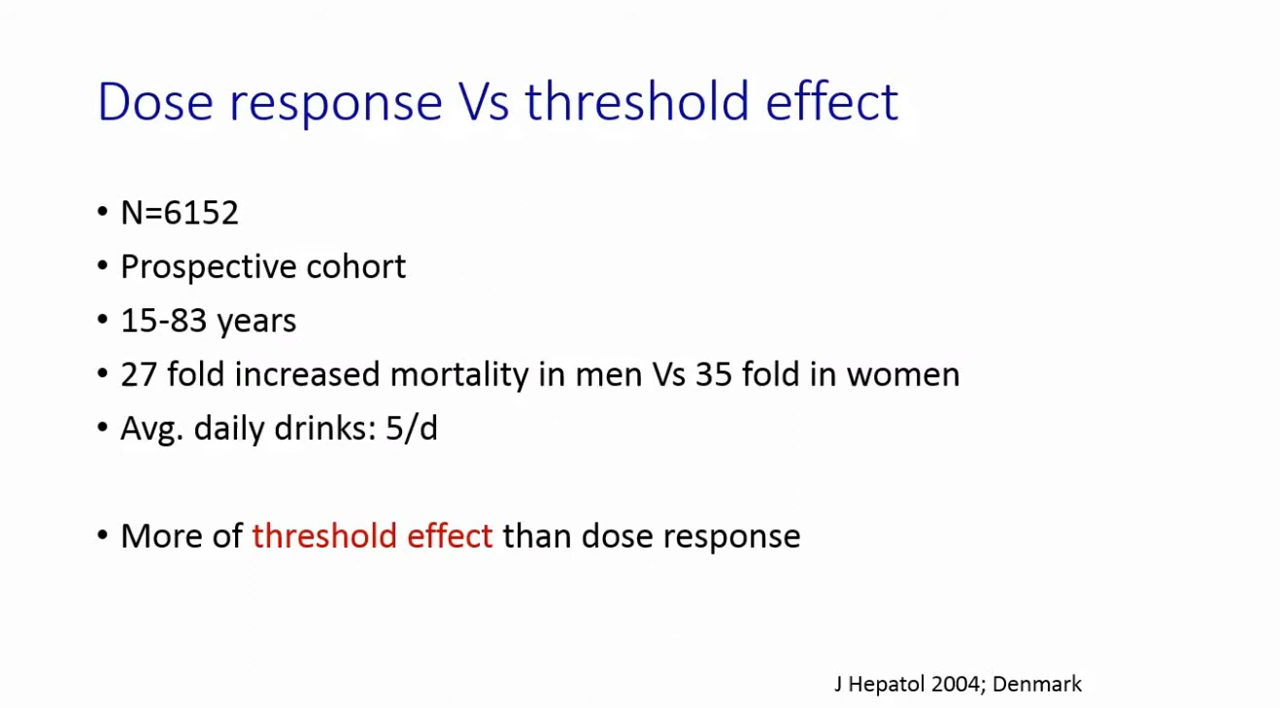 Dose response Vs threshold effect
• N=6152
• Prospective cohort
• 15-83 years
• 27 fold increased mortality in men Vs 35 fold in women
• Avg. daily drinks: 5/d
• More of threshold effect than dose response
J Hepatol 2004; Denmark